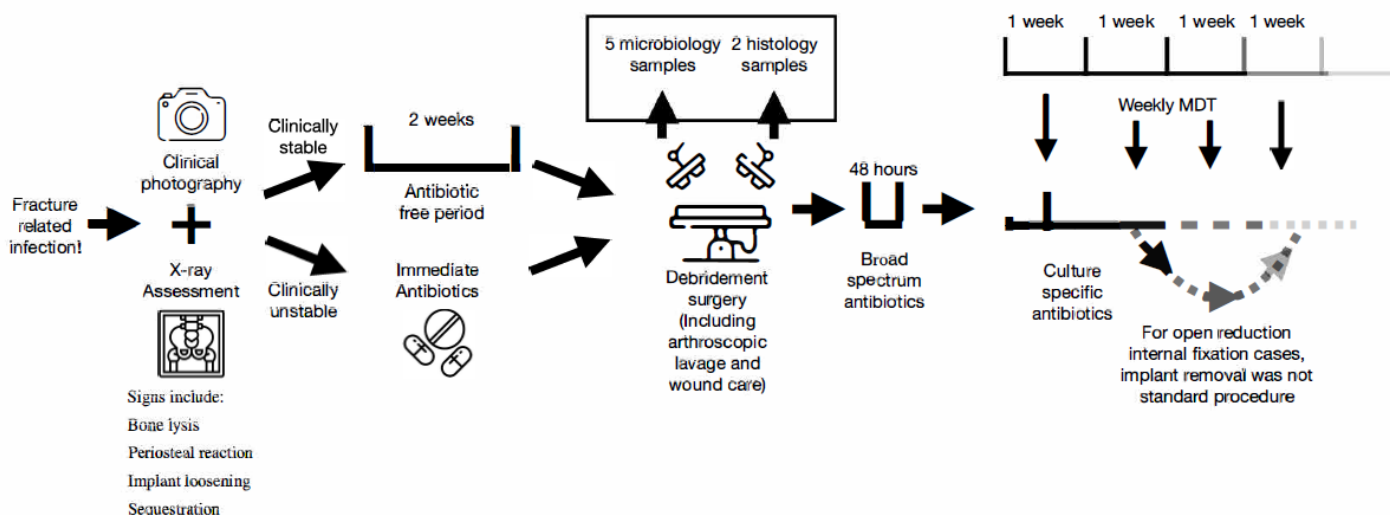 Fracture
related
infection!
Clinical
photography
X-ray
Assessment
Signs include:
Bone lysis
Periosteal reaction
Implant loosening
Sequestration
Clinically
stable
Clinically
unstable
2 weeks
Antibiotic
free period
Immediate
Antibiotics
5 microbiology
samples
2 histology
samples
Debridement
surgery
(Including
arthroscopic
lavage and
wound care)
48 hours
Broad
spectrum
antibiotics
1 week
1 week
1 week
1 week
Weekly MDT
Culture
specific
antibiotics
For open reduction
internal fixation cases,
implant removal was not
standard procedure